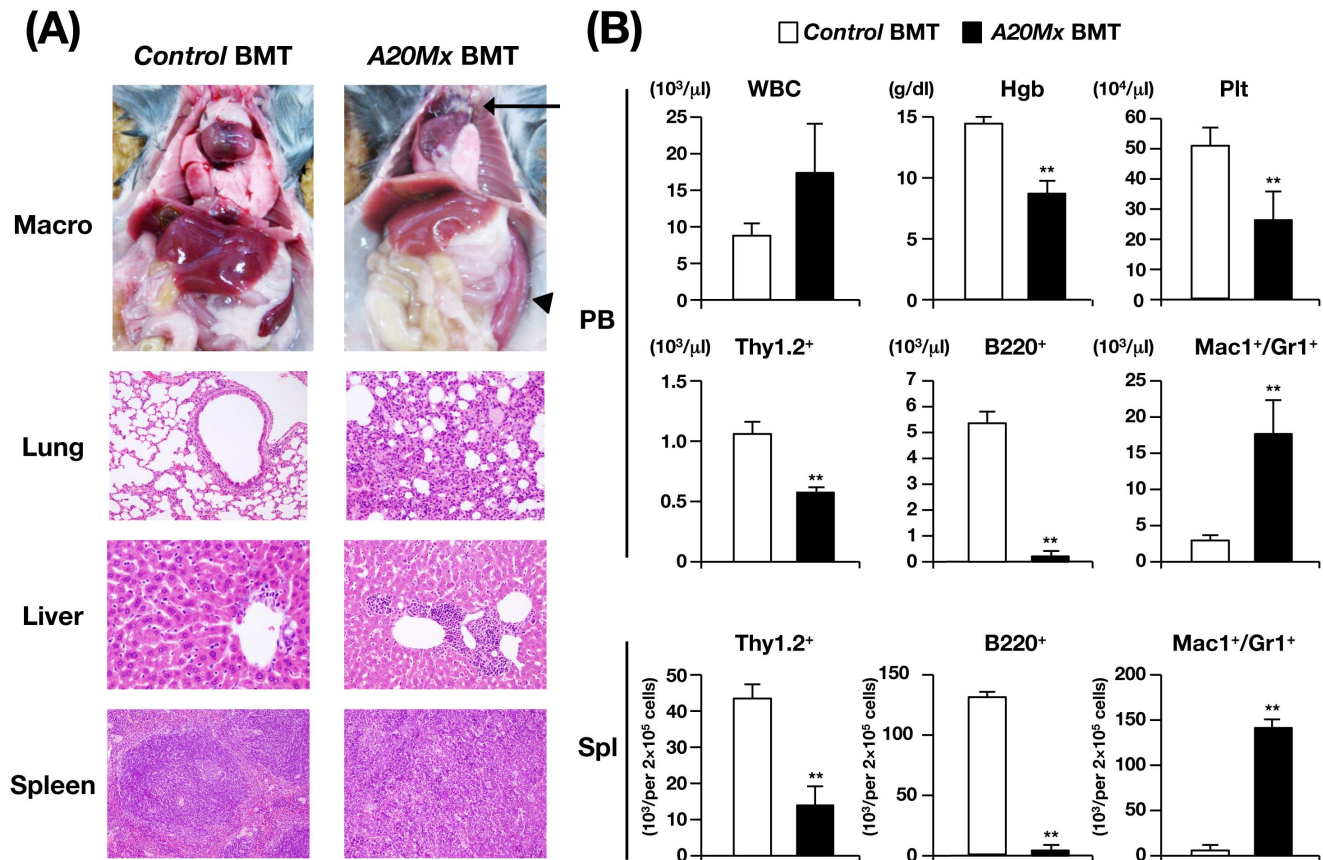 (A)
Control BMT A20Mx BMT
Macro
Lung
Liver
Spleen
(B)
Control BMT A20Mx BMT
PB
(10³/μl) WBC
25
20
15
10
5
0
(g/dl) Hgb
15
10
5
0
**
(10⁴/μl) Plt
60
50
40
30
20
10
0
**
(10³/μl) Thy1.2⁺
1.5
1.0
0.5
0
**
(10³/μl) B220⁺
7
6
5
4
3
2
1
0
**
(10³/μl) Mac1⁺/Gr1⁺
25
20
15
10
5
0
**
Spl
Thy1.2⁺
(10³/per 2×10⁵ cells)
50
40
30
20
10
0
**
B220⁺
(10³/per 2×10⁵ cells)
150
100
50
0
**
Mac1⁺/Gr1⁺
(10³/per 2×10⁵ cells)
200
150
100
50
0
**